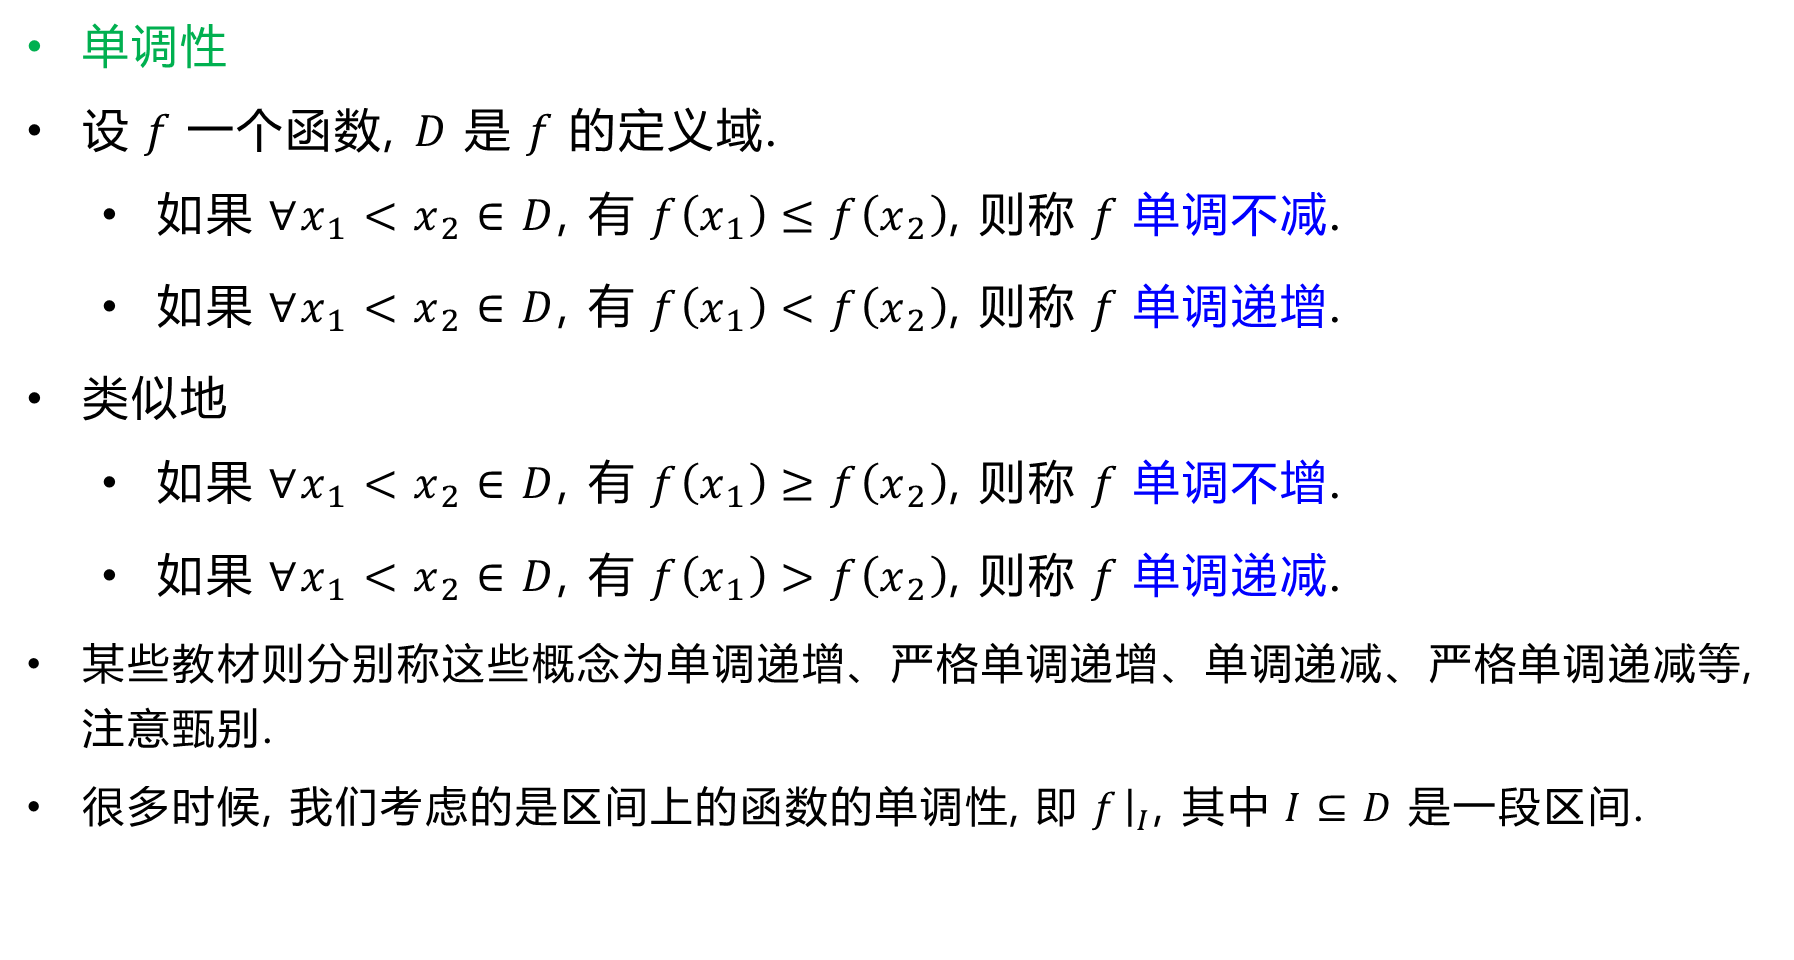 • 单调性
• 设 f 一个函数, D 是 f 的定义域.
• 如果 ∀x₁ < x₂ ∈ D, 有 f(x₁) ≤ f(x₂), 则称 f 单调不减.
• 如果 ∀x₁ < x₂ ∈ D, 有 f(x₁) < f(x₂), 则称 f 单调递增.
• 类似地
• 如果 ∀x₁ < x₂ ∈ D, 有 f(x₁) ≥ f(x₂), 则称 f 单调不增.
• 如果 ∀x₁ < x₂ ∈ D, 有 f(x₁) > f(x₂), 则称 f 单调递减.
• 某些教材则分别称这些概念为单调递增、严格单调递增、单调递减、严格单调递减等,
注意甄别.
• 很多时候, 我们考虑的是区间上的函数的单调性, 即 f|_I, 其中 I ⊆ D 是一段区间.